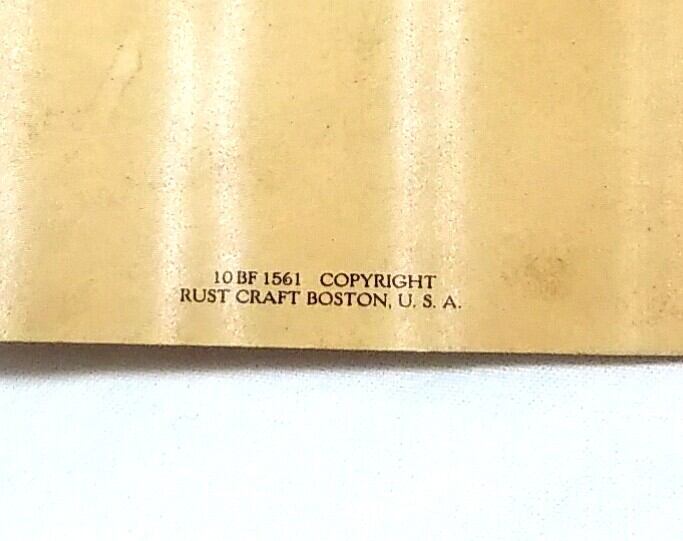 10 BF 1561 COPYRIGHT
RUST CRAFT BOSTON, U. S. A.